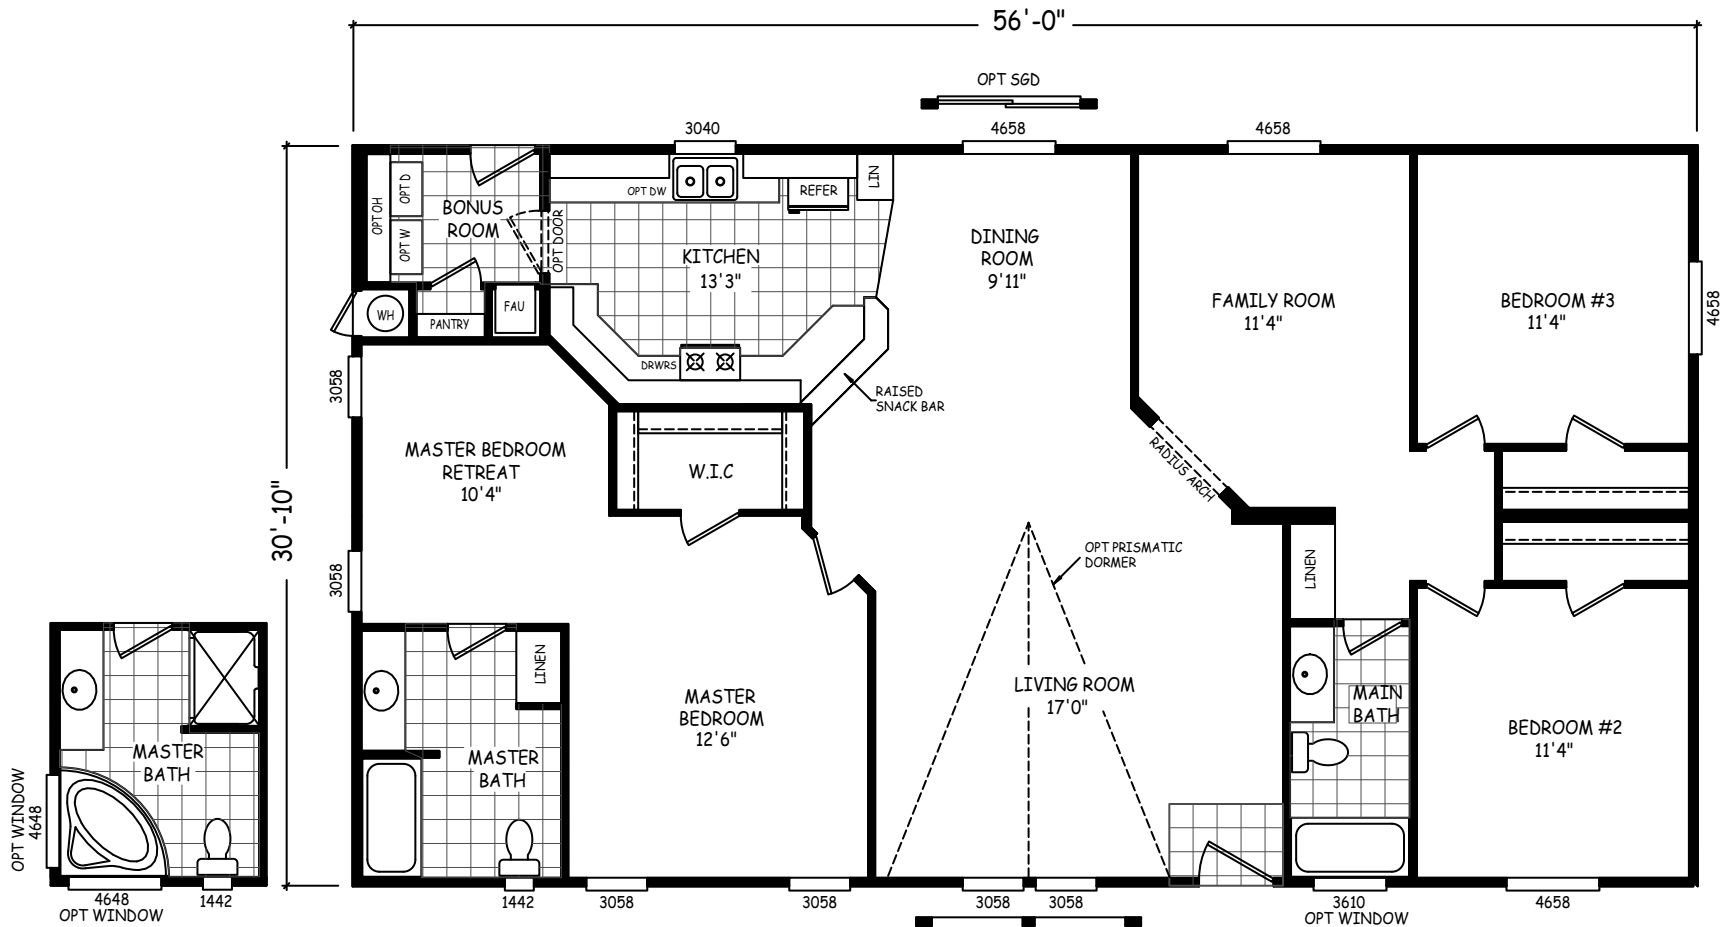 56'-0"
OPT SGD
3040
4658
4658
OPT OH
OPT D
OPT W
BONUS
ROOM
OPT DOOR
OPT DW
REFER
LIN
KITCHEN
13'3"
DINING
ROOM
9'11"
FAMILY ROOM
11'4"
BEDROOM #3
11'4"
4658
WH
PANTRY
FAU
DRWRS
RAISED
SNACK BAR
3058
MASTER BEDROOM
RETREAT
10'4"
W.I.C
RADIUS ARCH
30'-10"
3058
OPT PRISMATIC
DORMER
LINEN
LINEN
MASTER
BEDROOM
12'6"
LIVING ROOM
17'0"
MAIN
BATH
BEDROOM #2
11'4"
MASTER
BATH
MASTER
BATH
OPT WINDOW
4648
4648
OPT WINDOW
1442
1442
3058
3058
3058
3058
3610
OPT WINDOW
4658